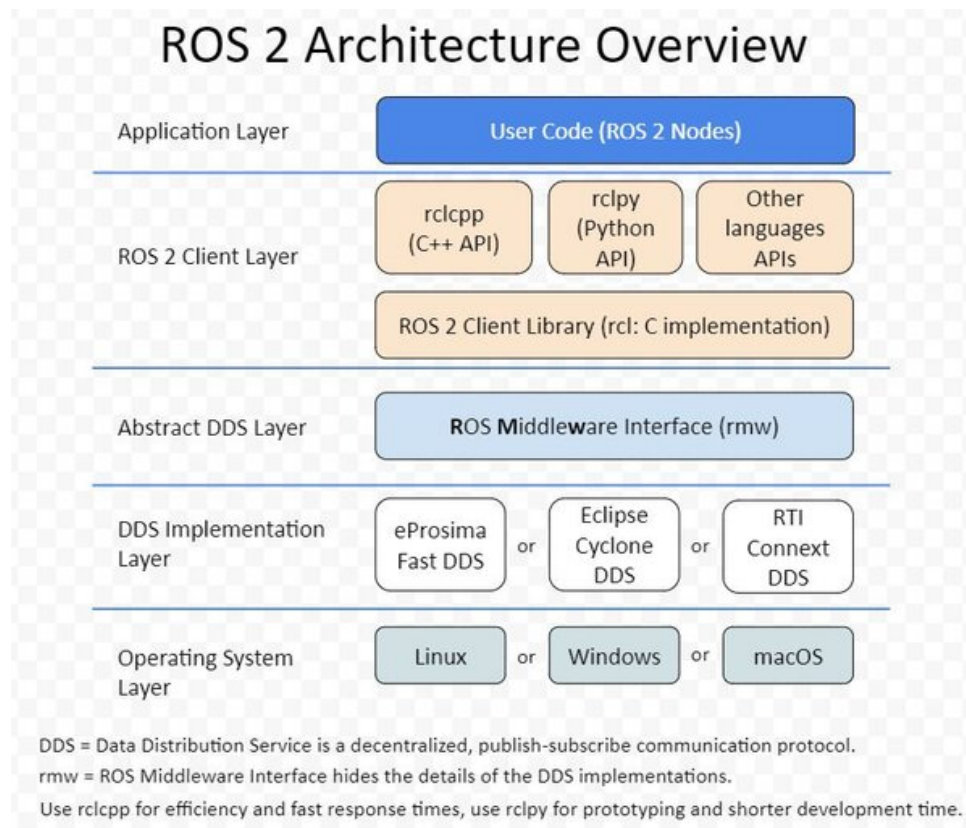 ROS 2 Architecture Overview
Application Layer
User Code (ROS 2 Nodes)
ROS 2 Client Layer
rclcpp
(C++ API)
rclpy
(Python
API)
Other
languages
APIs
ROS 2 Client Library (rcl: C implementation)
Abstract DDS Layer
ROS Middleware Interface (rmw)
DDS Implementation
Layer
eProsima
Fast DDS
or
Eclipse
Cyclone
DDS
or
RTI
Connext
DDS
Operating System
Layer
Linux
or
Windows
or
macOS
DDS = Data Distribution Service is a decentralized, publish-subscribe communication protocol.
rmw = ROS Middleware Interface hides the details of the DDS implementations.
Use rclcpp for efficiency and fast response times, use rclpy for prototyping and shorter development time.